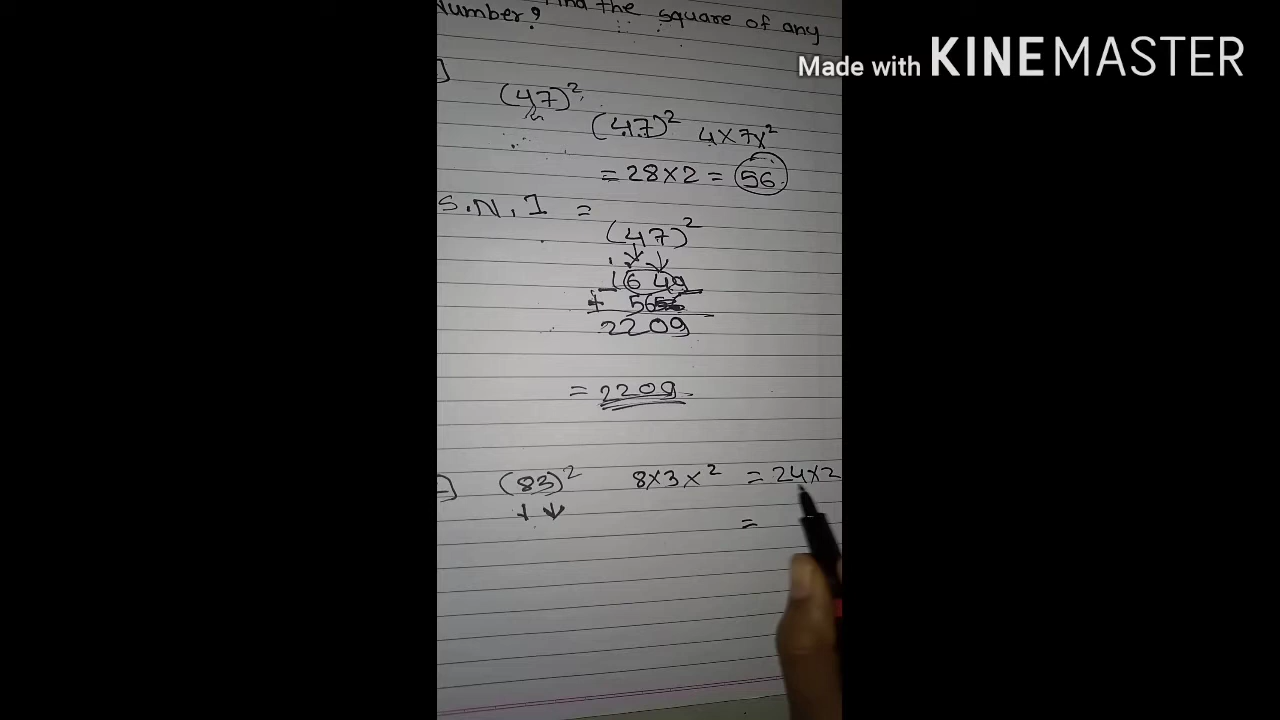 Find the square of any
Number?
Made with KINEMASTER
(47)²
(47)² 4×7×²
= 28×2 = 56
S.N. 1 =
(47)²
1649
+ 56
2209
= 2209
(83)² 8×3×² = 24×2
=